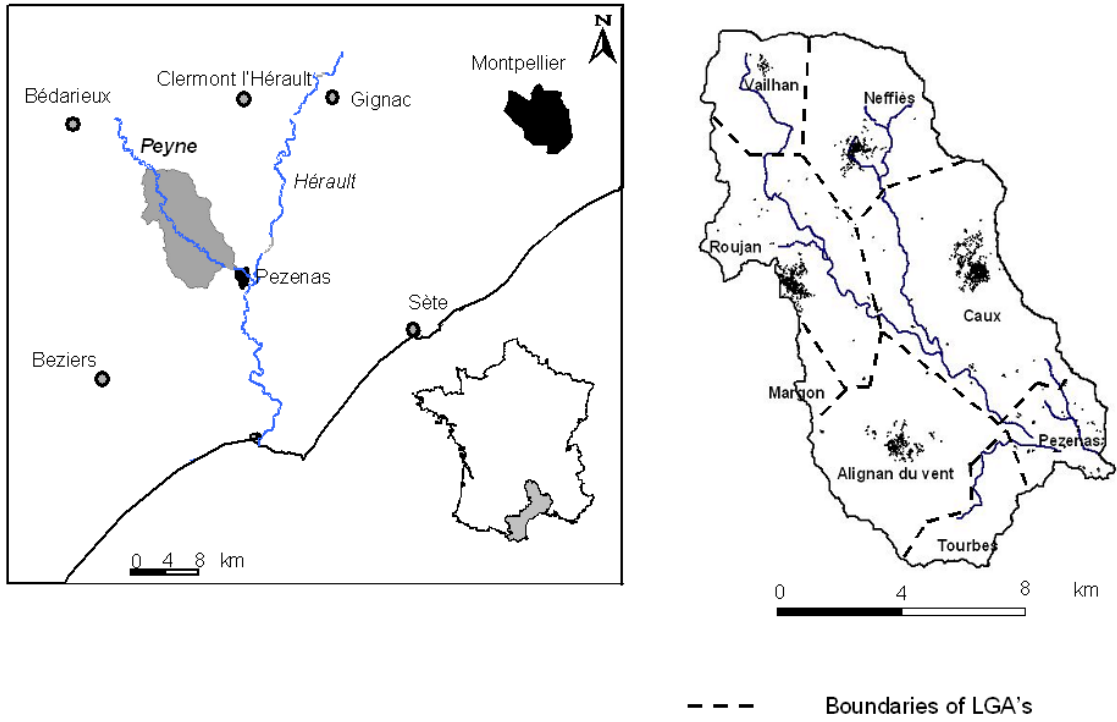 N
Montpellier
Clermont l'Hérault
Bédarieux
Gignac
Peyne
Hérault
Pezenas
Sète
Beziers
0 4 8 km
Vailhan
Neffiès
Roujan
Caux
Margon
Pezenas
Alignan du vent
Tourbes
0 4 8 km
Boundaries of LGA's